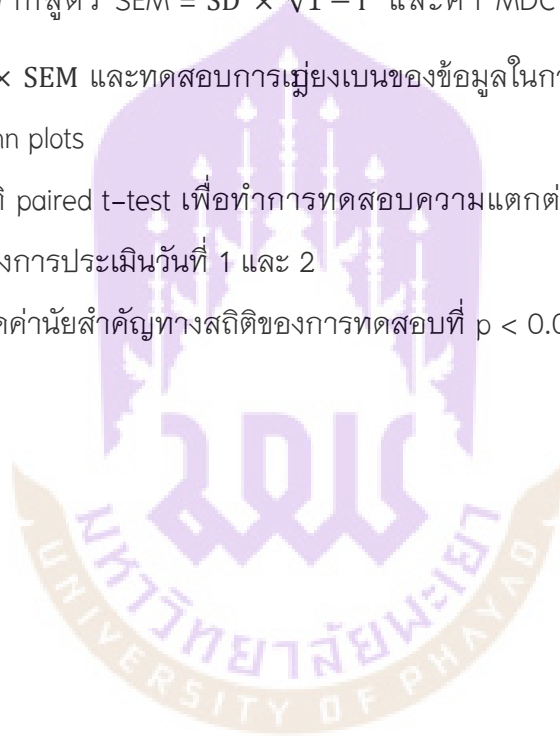 ากสูตร SEM = SD × √1 − r และค่า MDC
× SEM และทดสอบการเบี่ยงเบนของข้อมูลในกา
an plots
ติ paired t-test เพื่อทำการทดสอบความแตกต่
งการประเมินวันที่ 1 และ 2
ดค่านัยสำคัญทางสถิติของการทดสอบที่ p < 0.0
มหาวิทยาลัยพะเยา
UNIVERSITY OF PHAYAO